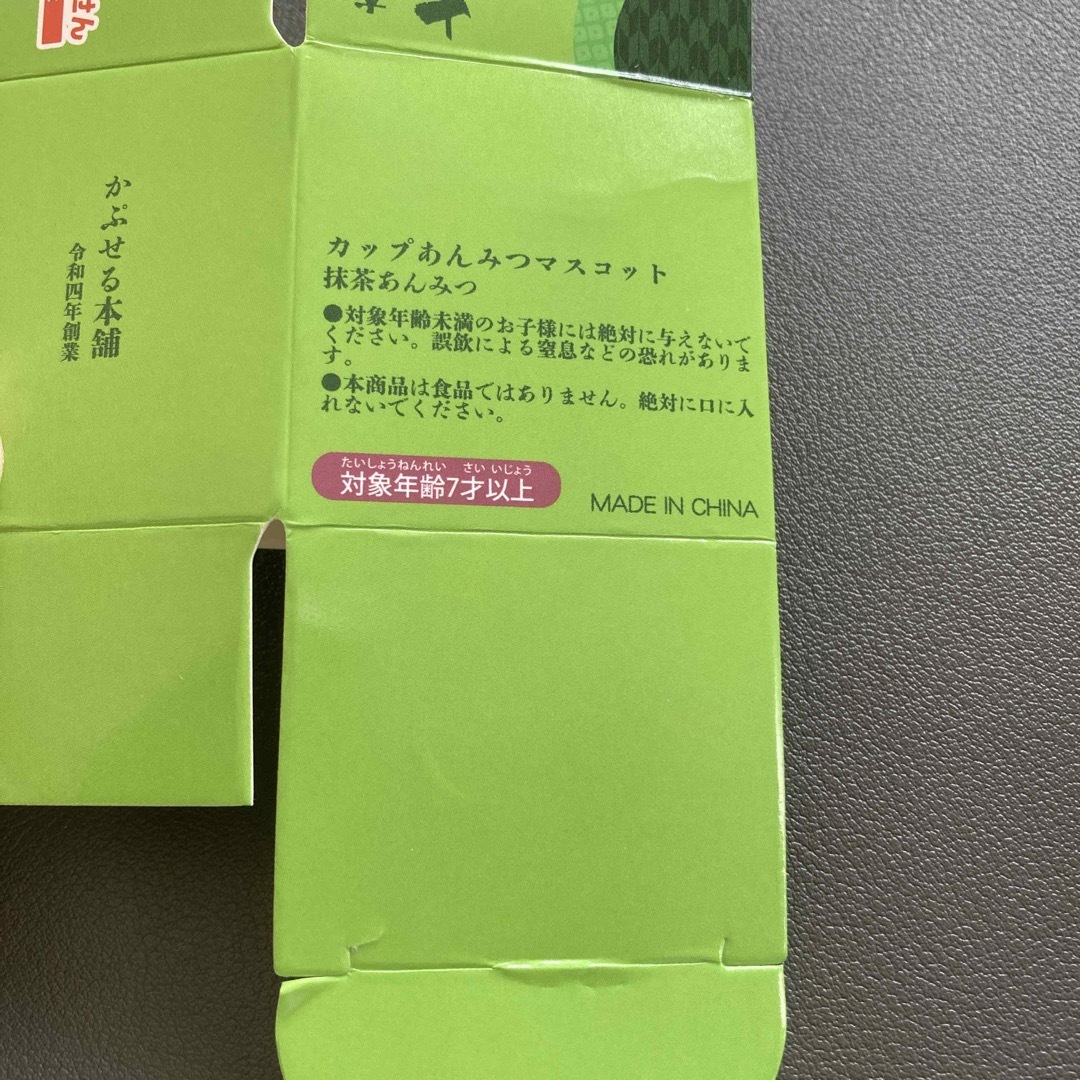 せん
かぷせる本舗
令和四年創業
カップあんみつマスコット
抹茶あんみつ
●対象年齢未満のお子様には絶対に与えないで
ください。誤飲による窒息などの恐れがありま
す。
●本商品は食品ではありません。絶対に口に入
れないでください。
たいしょうねんれい さい いじょう
対象年齢7才以上
MADE IN CHINA